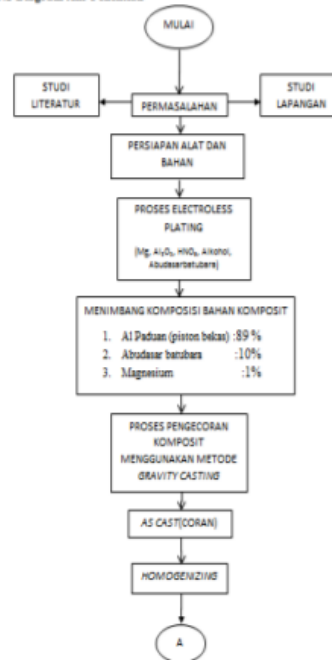 MULAI
STUDI
LITERATUR
PERMASALAHAN
STUDI
LAPANGAN
PERSIAPAN ALAT DAN
BAHAN
PROSES ELECTROLESS
PLATING
(Mg, Al₂O₃, HNO₃, Alkohol,
Abudasarbatubara)
MENIMBANG KOMPOSISI BAHAN KOMPOSIT
1. Al Paduan (piston bekas) :89%
2. Abudasar batubara :10%
3. Magnesium :1%
PROSES PENGECORAN
KOMPOSIT
MENGGUNAKAN METODE
GRAVITY CASTING
AS CAST(CORAN)
HOMOGENIZING
A